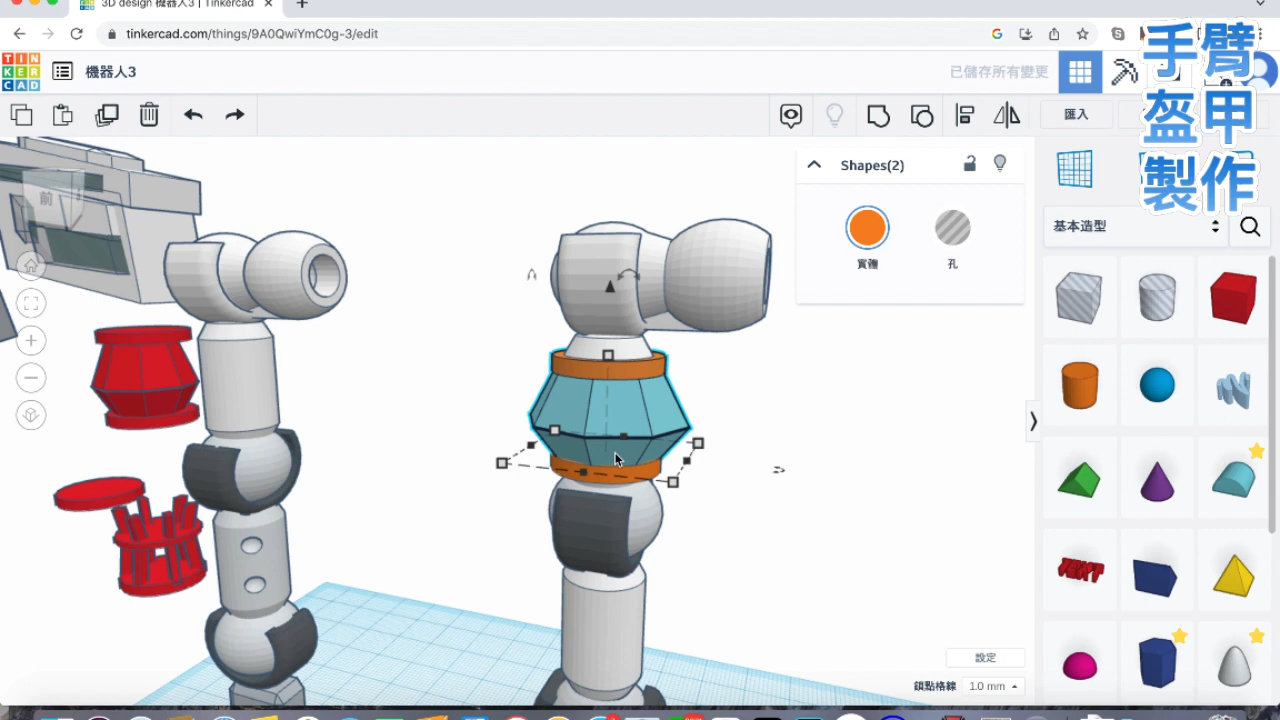 3D design 機器人3 | Tinkercad
tinkercad.com/things/9A0QwiYmC0g-3/edit
TIN
KER
CAD
機器人3
已儲存所有變更
手臂
盔甲
製作
匯入
前
Shapes(2)
實體
孔
基本造型
TEXT
設定
鎖點格線
1.0 mm